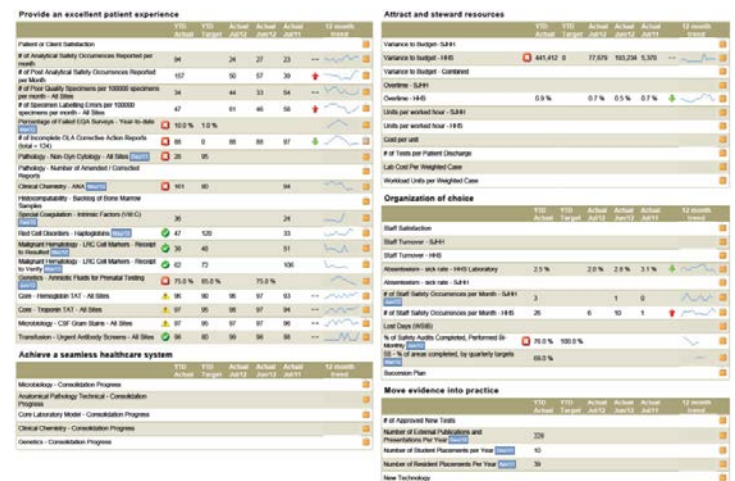 Provide an excellent patient experience
YTD Actual YTD Target Actual Jul/12 Actual Jun/12 Actual Jul/11 12 month trend
Patient or Client Satisfaction
# of Analytical Safety Occurrences Reported per
month
94 24 27 23 --
# of Post Analytical Safety Occurrences Reported
per Month
157 50 57 39
# of Poor Quality Specimens per 100000 specimens
per month - All Sites
34 44 33 54 --
# of Specimen Labelling Errors per 100000
specimens per month - All Sites
47 61 46 56
Percentage of Failed EQA Surveys - Year-to-date
10.0 % 1.0 %
# of Incomplete OLA Corrective Action Reports
(total = 134)
88 0 88 88 97
Pathology - Non-Gyn Cytology - All Sites
28 95
Pathology - Number of Amended / Corrected
Reports
Clinical Chemistry - ANA
161 80 94
Histocompatibility - Backlog of Bone Marrow
Samples
Special Coagulation - Intrinsic Factors (VIII:C)
36 24
Red Cell Disorders - Haptoglobins
47 120 33
Malignant Hematology - LRC Cell Markers - Receipt
to Resulted
39 48 51
Malignant Hematology - LRC Cell Markers - Receipt
to Verify
62 72 106
Genetics - Amniotic Fluids for Prenatal Testing
75.0 % 85.0 % 75.0 %
Core - Hemoglobin TAT - All Sites
96 90 96 97 93 --
Core - Troponin TAT - All Sites
97 95 98 97 94 --
Microbiology - CSF Gram Stains - All Sites
97 95 97 97 96 --
Transfusion - Urgent Antibody Screens - All Sites
98 80 99 98 98 --
Achieve a seamless healthcare system
YTD Actual YTD Target Actual Jul/12 Actual Jun/12 Actual Jul/11 12 month trend
Microbiology - Consolidation Progress
Anatomical Pathology Technical - Consolidation
Progress
Core Laboratory Model - Consolidation Progress
Clinical Chemistry - Consolidation Progress
Genetics - Consolidation Progress
Attract and steward resources
YTD Actual YTD Target Actual Jul/12 Actual Jun/12 Actual Jul/11 12 month trend
Variance to Budget - SJHH
Variance to Budget - HHS
441,412 0 77,679 103,234 5,370 --
Variance to Budget - Combined
Overtime - SJHH
Overtime - HHS
0.9 % 0.7 % 0.5 % 0.7 %
Units per worked hour - SJHH
Units per worked hour - HHS
Cost per unit
# of Tests per Patient Discharge
Lab Cost Per Weighted Case
Workload Units per Weighted Case
Organization of choice
YTD Actual YTD Target Actual Jul/12 Actual Jun/12 Actual Jul/11 12 month trend
Staff Satisfaction
Staff Turnover - SJHH
Staff Turnover - HHS
Absenteeism - sick rate - HHS Laboratory
2.5 % 2.0 % 2.8 % 3.1 %
Absenteeism - sick rate - SJHH
# of Staff Safety Occurrences per Month - SJHH
3 1 0
# of Staff Safety Occurrences per Month - HHS
26 6 10 1
Lost Days (WSIB)
% of Safety Audits Completed, Performed Bi-
Monthly
76.0 % 100.0 %
- % of areas completed, by quarterly targets
69.0 %
Succession Plan
Move evidence into practice
YTD Actual YTD Target Actual Jul/12 Actual Jun/12 Actual Jul/11 12 month trend
# of Approved New Tests
Number of External Publications and
Presentations Per Year
228
Number of Student Placements per Year
10
Number of Resident Placements Per Year
39
New Technology